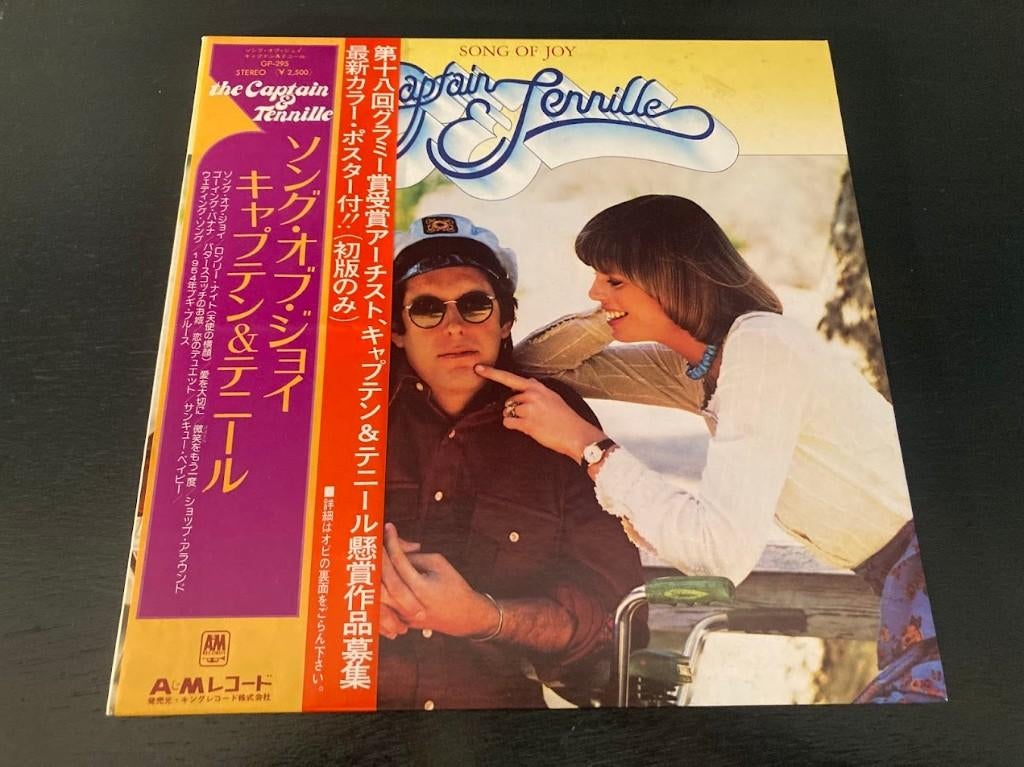 ソング・オブ・ジョイ
キャプテン&テニール
GP-295
STEREO (¥2,500)
the Captain
&
Tennille
ソング・オブ・ジョイ
キャプテン&テニール
ソング・オブ・ジョイ ロンリー・ナイト(天使の横顔)/愛を大切に/微笑をもう一度/ショップ・アラウンド
ゴーイング・バナナ バタースコッチのお城/恋のデュエット/サンキュー・ベイビー/
ウェディング・ソング/1954年ブギ・ブルース
A&M
RECORDS
A&Mレコード
発売元・キングレコード株式会社
第十八回グラミー賞受賞アーチスト、キャプテン&テニール懸賞作品募集
最新カラー・ポスター付!!(初版のみ)
■詳細はオビの裏面をごらん下さい。
SONG OF JOY
Captain
& Tennille